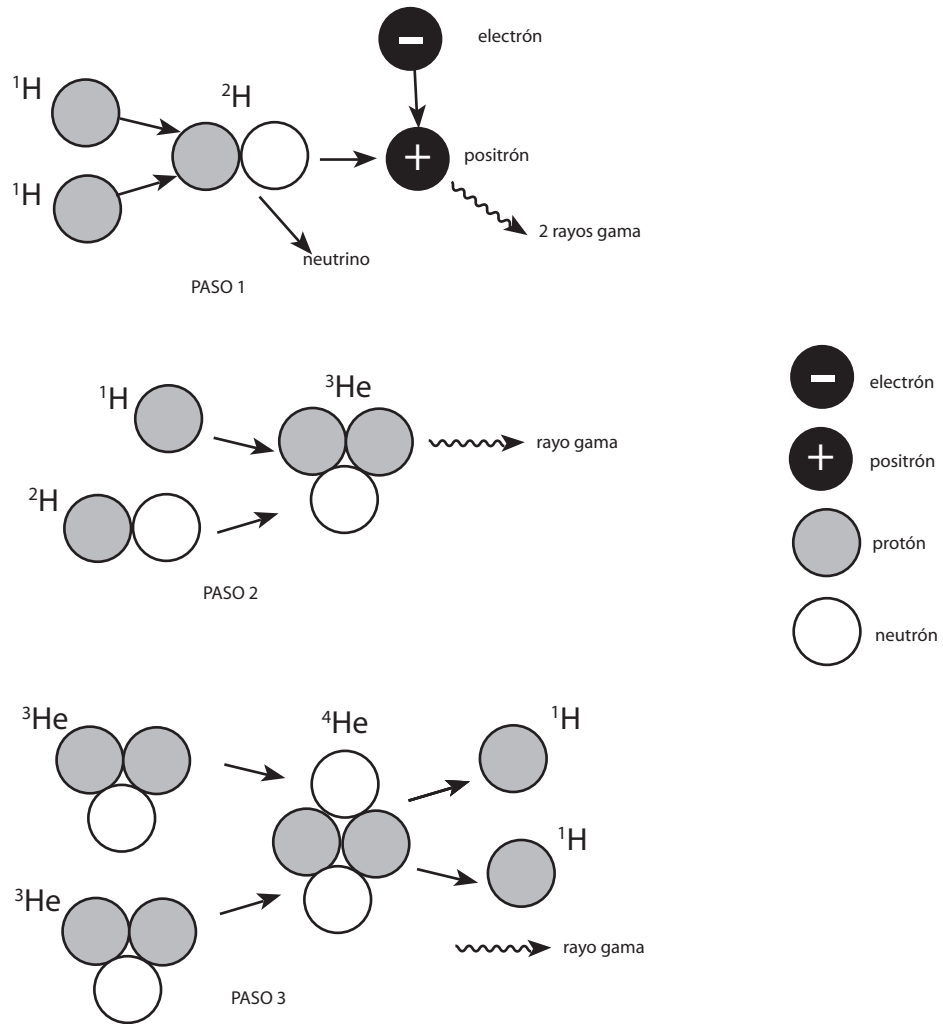 electrón
¹H
²H
¹H
positrón
2 rayos gama
neutrino
PASO 1
³He
¹H
rayo gama
²H
PASO 2
electrón
positrón
protón
neutrón
³He
⁴He
¹H
¹H
³He
rayo gama
PASO 3